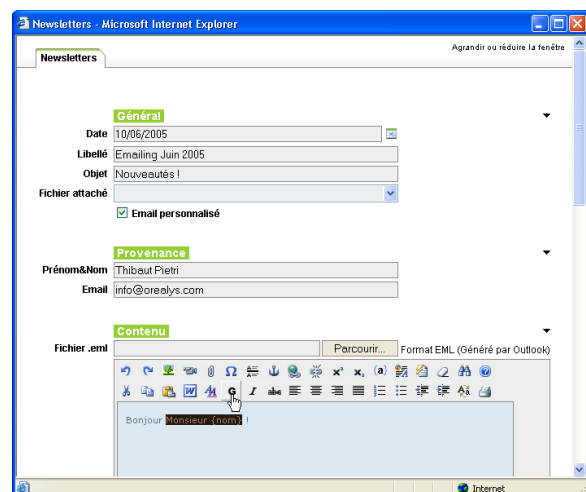 Newsletters - Microsoft Internet Explorer
Agrandir ou réduire la fenêtre
Newsletters
Général
Date 10/06/2005
Libellé Emailing Juin 2005
Objet Nouveautés !
Fichier attaché
Email personnalisé
Provenance
Prénom&Nom Thibaut Pietri
Email info@orealys.com
Contenu
Fichier .eml Parcourir... Format EML (Généré par Outlook)
G I abc
Bonjour Monsieur {nom} !
Internet